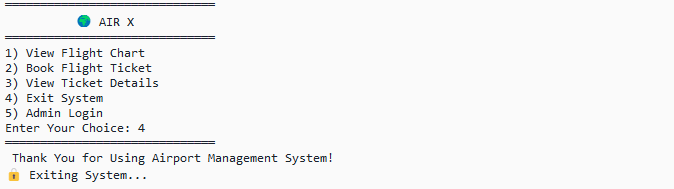 ══════════════════════════════
🌍 AIR X
══════════════════════════════
1) View Flight Chart
2) Book Flight Ticket
3) View Ticket Details
4) Exit System
5) Admin Login
Enter Your Choice: 4
══════════════════════════════
Thank You for Using Airport Management System!
🔒 Exiting System...